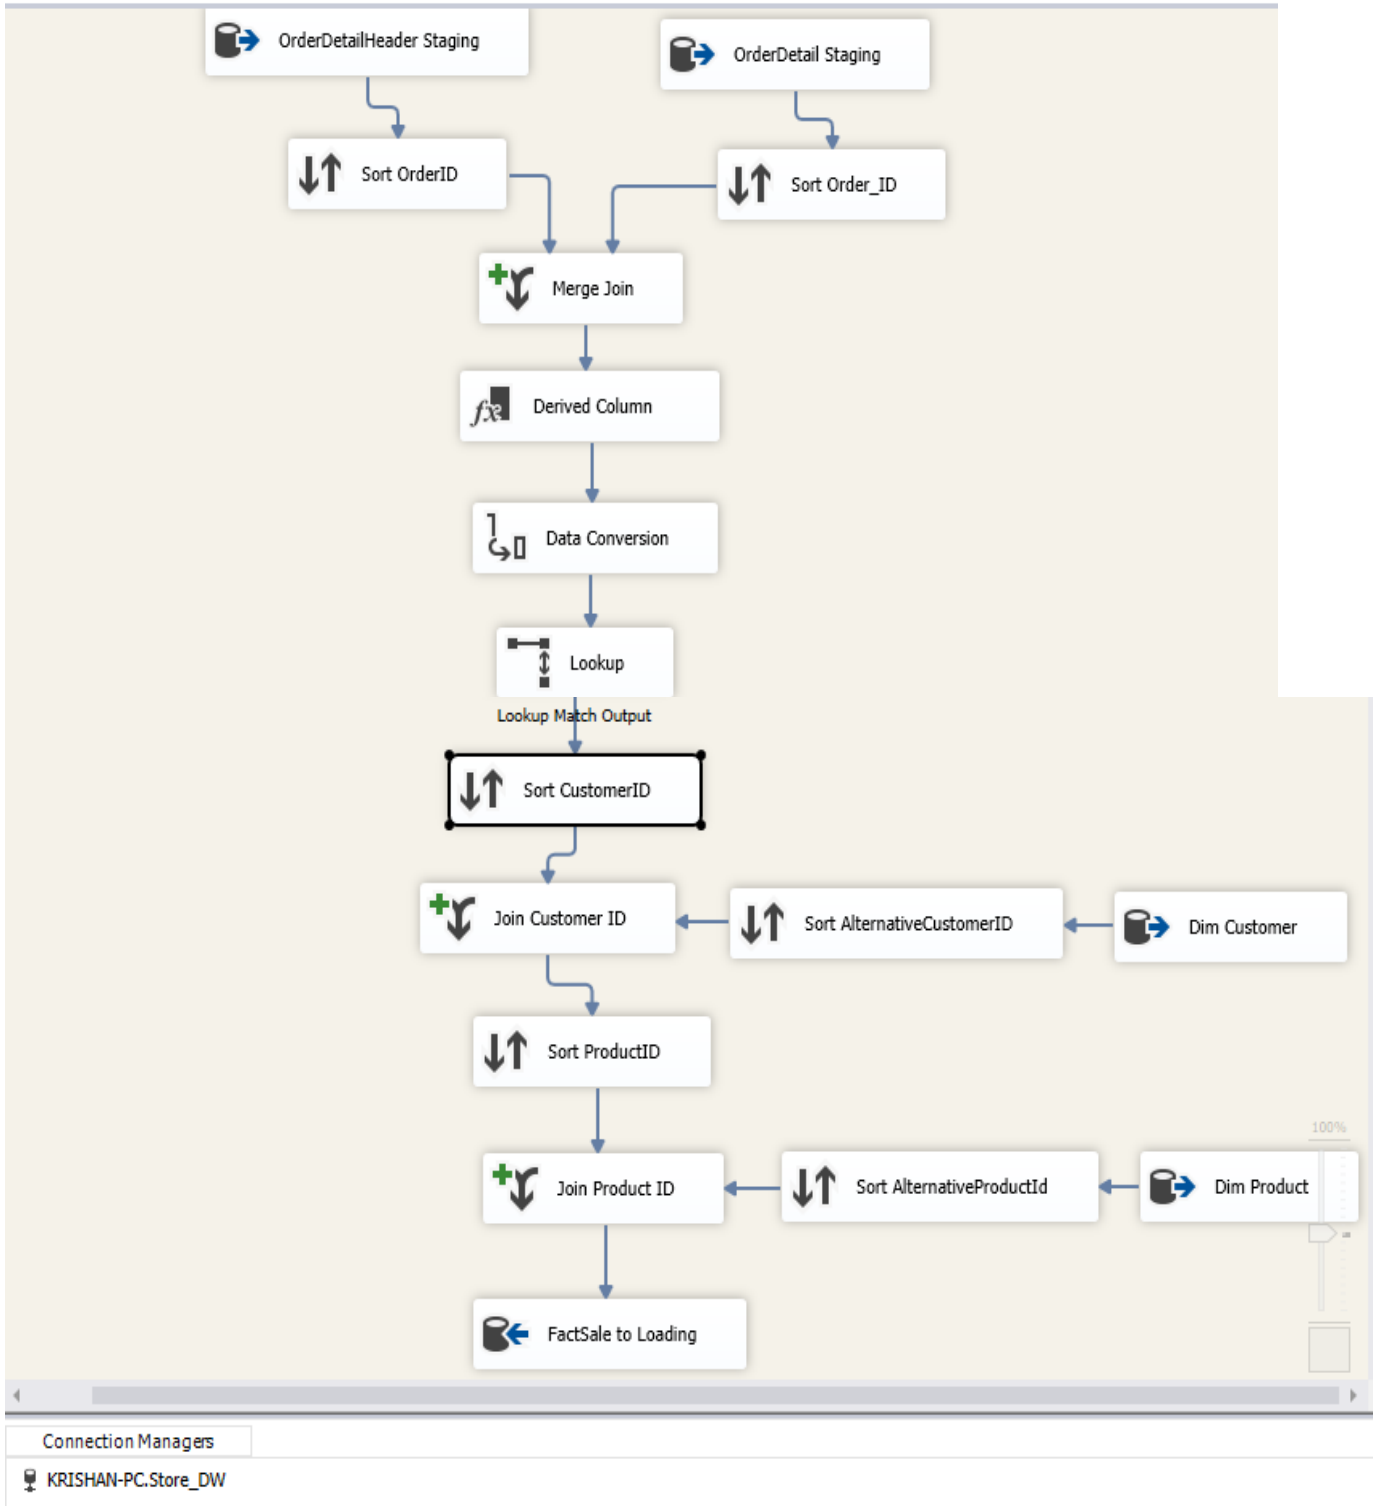 OrderDetailHeader Staging
OrderDetail Staging
Sort OrderID
Sort Order_ID
Merge Join
Derived Column
Data Conversion
Lookup
Lookup Match Output
Sort CustomerID
Join Customer ID
Sort AlternativeCustomerID
Dim Customer
Sort ProductID
100%
Join Product ID
Sort AlternativeProductId
Dim Product
FactSale to Loading
Connection Managers
KRISHAN-PC.Store_DW